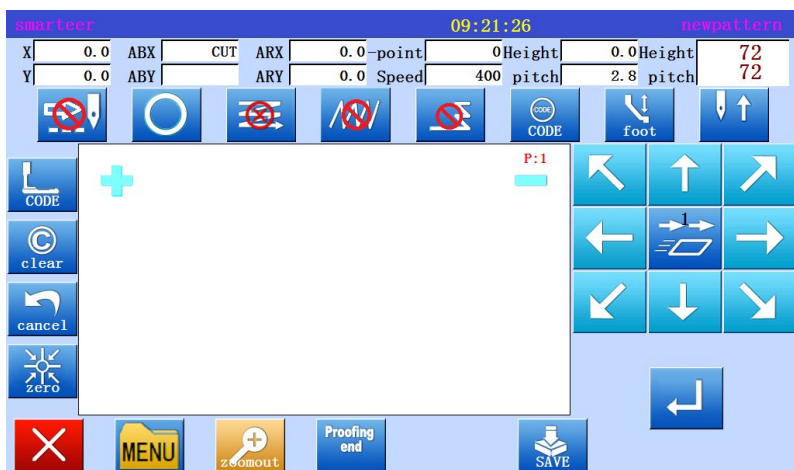 smarteer 09:21:26 newpattern
X 0.0 ABX CUT ARX 0.0 -point 0 Height 0.0 Height 72
Y 0.0 ABY ARY 0.0 Speed 400 pitch 2.8 pitch 72
CODE
CODE
foot
P:1
CODE
1
clear
cancel
zero
MENU
zoomout
Proofing
end
SAVE